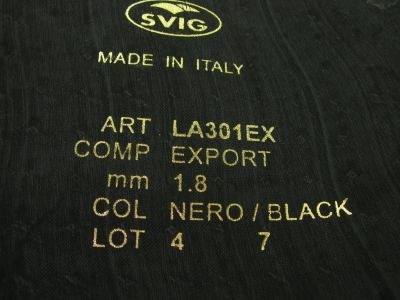 SVIG
MADE IN ITALY
ART LA301EX
COMP EXPORT
mm 1.8
COL NERO / BLACK
LOT 4 7